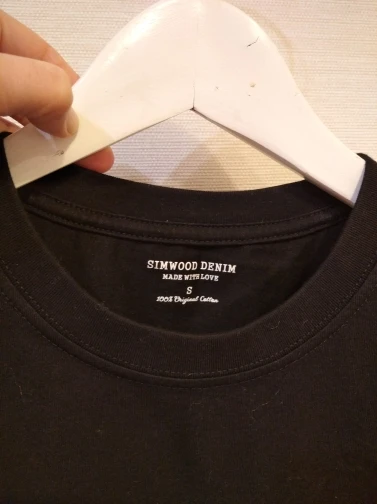 SIMWOOD DENIM
MADE WITH LOVE
S
100% Original Cotton